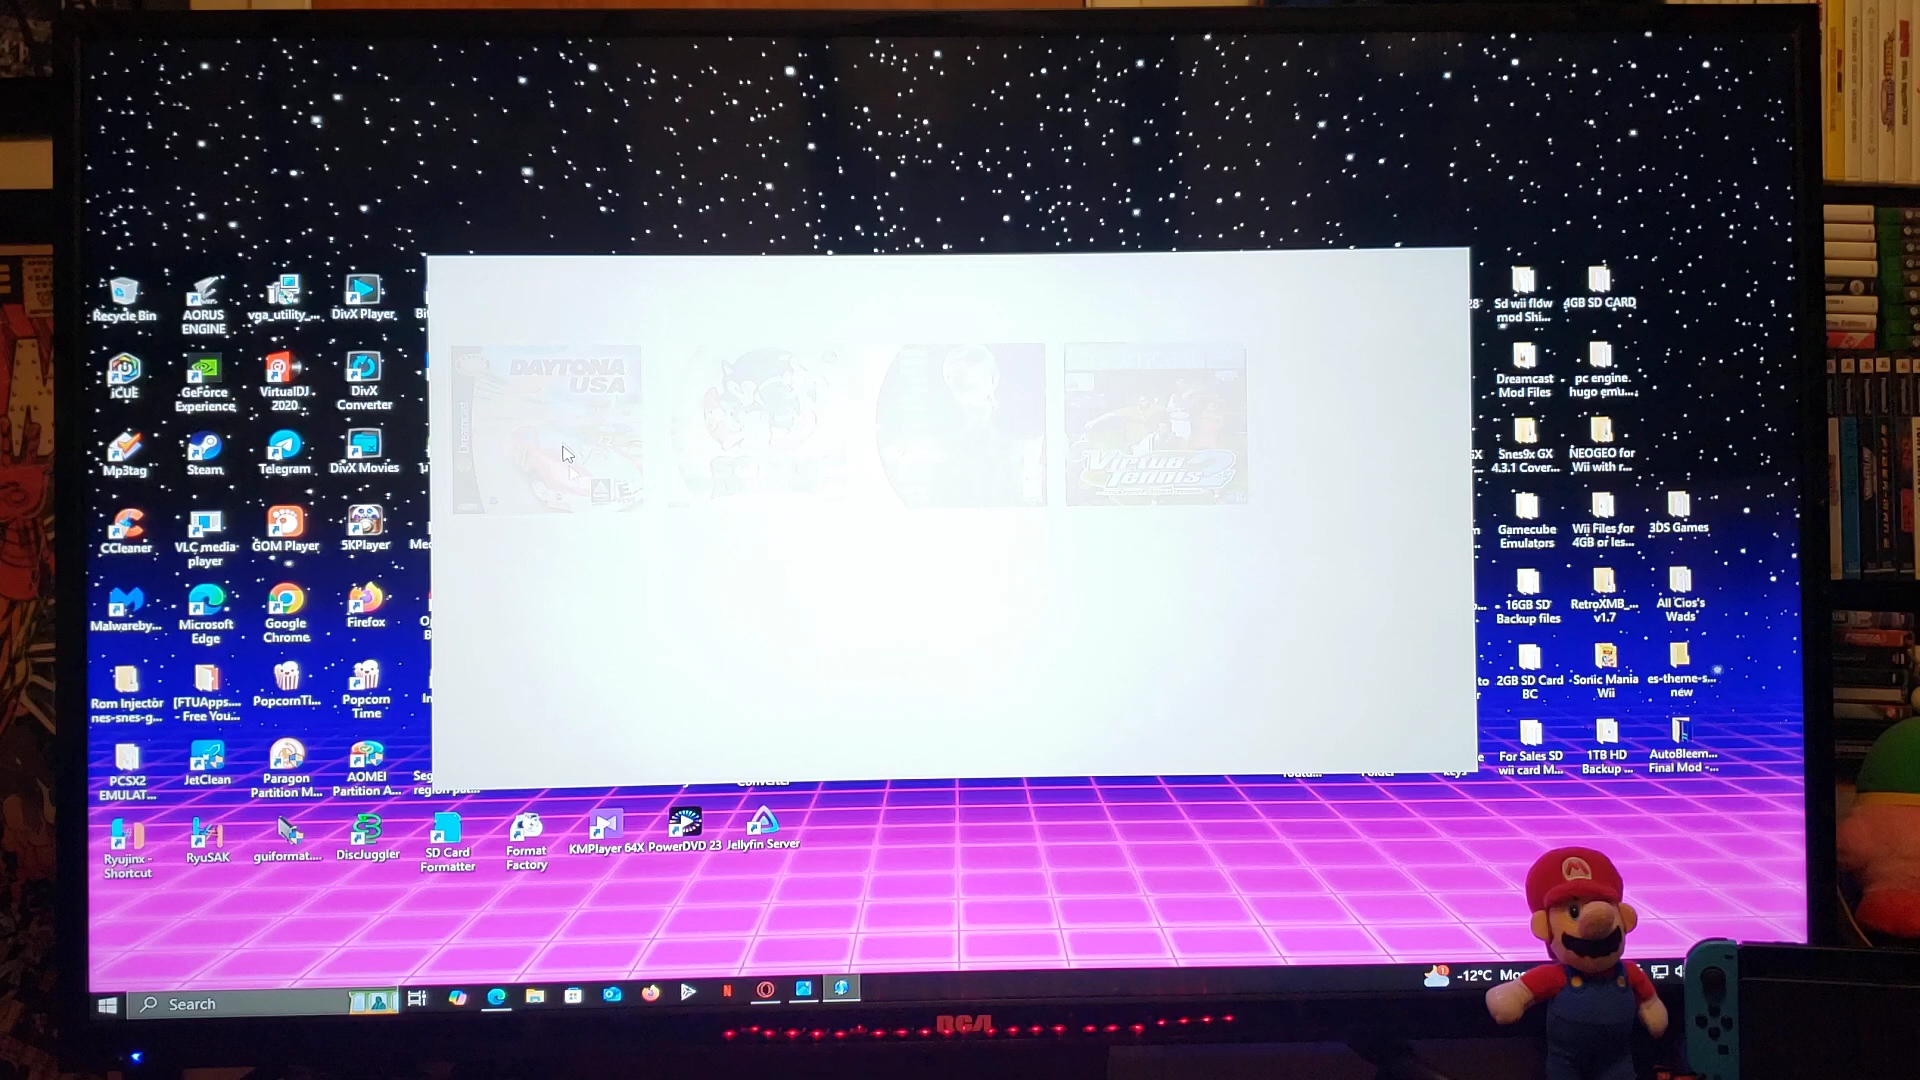 Recycle Bin
AORUS
ENGINE
vga_utility_...
DivX Player
Sd wii flow
mod Shi...
4GB SD CARD
DAYTONA
USA
Dreamcast
iCUE
GeForce
Experience
VirtualDJ
2020
DivX
Converter
Dreamcast
Mod Files
pc engine.
hugo emu...
Virtua
Tennis 2
Mp3tag
Steam
Telegram
DivX Movies
Snes9x GX
4.3.1 Cover...
NEOGEO for
Wii with r...
CCleaner
VLC media
player
GOM Player
5KPlayer
Gamecube
Emulators
Wii Files for
4GB or les...
3DS Games
Malwareby...
Microsoft
Edge
Google
Chrome
Firefox
16GB SD
Backup files
RetroXMB_...
v1.7
All Cios's
Wads
Rom Injector
nes-snes-g...
[FTUApps....
- Free You...
PopcornTi...
Popcorn
Time
2GB SD Card
BC
Soriic Mania
Wii
es-theme-s...
new
PCSX2
EMULAT...
JetClean
Paragon
Partition M...
AOMEI
Partition A...
For Sales SD
wii card M...
1TB HD
Backup ...
AutoBleem...
Final Mod -...
Ryujinx -
Shortcut
RyuSAK
guiformat....
DiscJuggler
SD Card
Formatter
Format
Factory
KMPlayer 64X
PowerDVD 23
Jellyfin Server
Search
-12°C
RCA